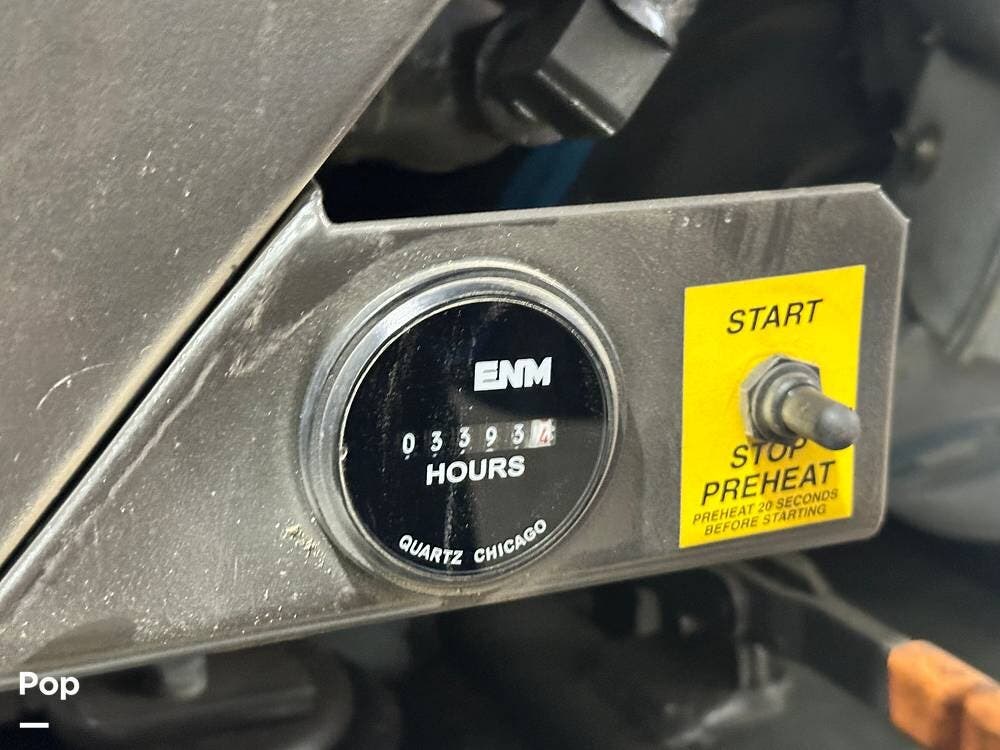 ENM
033934
HOURS
QUARTZ CHICAGO
START
STOP
PREHEAT
PREHEAT 20 SECONDS
BEFORE STARTING
Pop